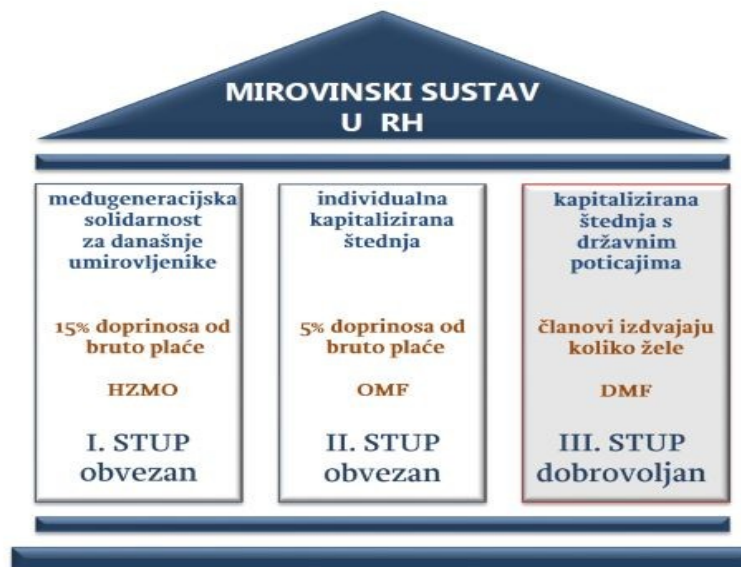 MIROVINSKI SUSTAV
U RH
međugeneracijska
solidarnost
za današnje
umirovljenike
15% doprinosa od
bruto plaće
HZMO
I. STUP
obvezan
individualna
kapitalizirana
štednja
5% doprinosa od
bruto plaće
OMF
II. STUP
obvezan
kapitalizirana
štednja s
državnim
poticajima
članovi izdvajaju
koliko žele
DMF
III. STUP
dobrovoljan